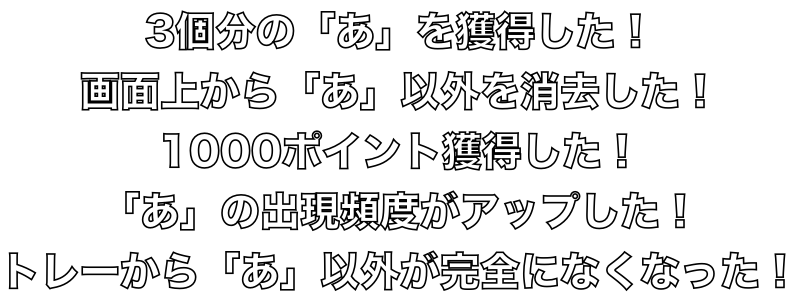 3個分の「あ」を獲得した！
画面上から「あ」以外を消去した！
1000ポイント獲得した！
「あ」の出現頻度がアップした！
トレーから「あ」以外が完全になくなった！